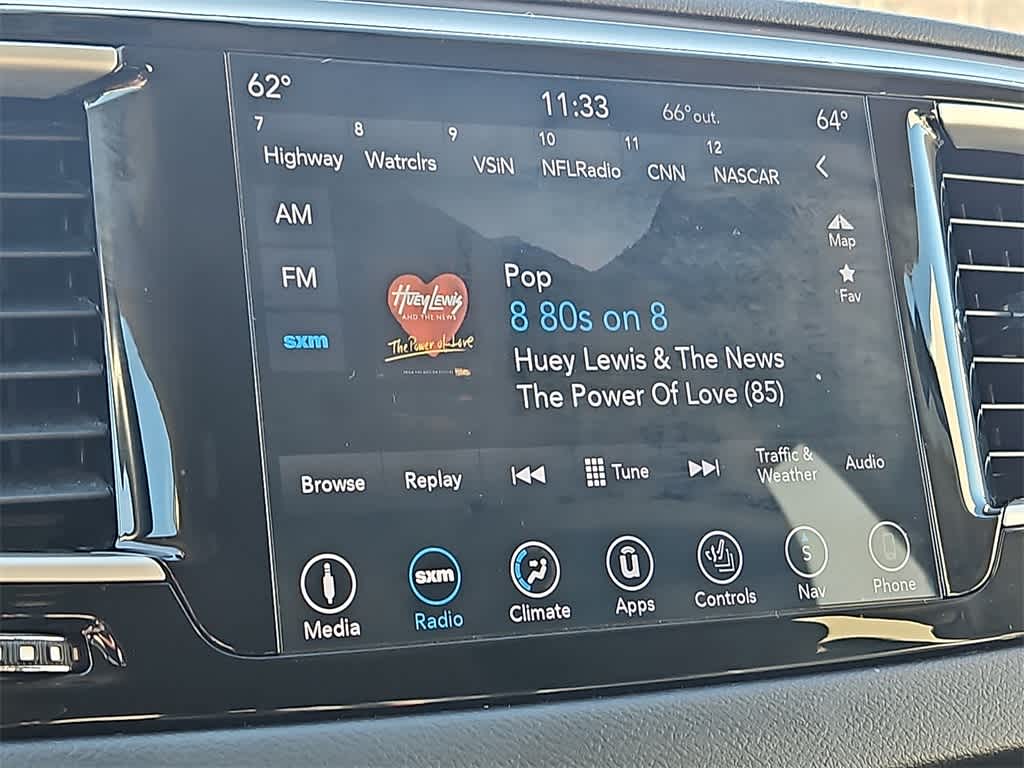 62° 11:33 66° out. 64°
7 8 9 10 11 12
Highway Watrclrs VSiN NFLRadio CNN NASCAR
AM
Map
FM
Fav
sxm
HUEY LEWIS
AND THE NEWS
The Power of Love
Pop
8 80s on 8
Huey Lewis & The News
The Power Of Love (85)
Browse Replay Tune Traffic & Weather Audio
sxm u S
Media Radio Climate Apps Controls Nav Phone